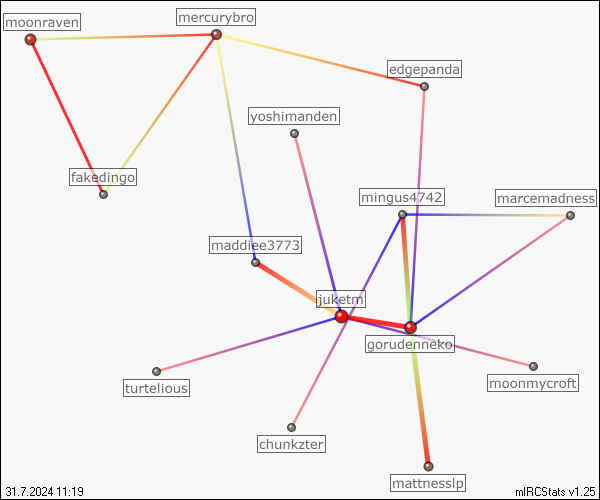 moonraven
mercurybro
edgepanda
yoshimanden
fakedingo
mingus4742
marcemadness
maddiee3773
juketm
gorudenneko
turtelious
moonmycroft
chunkzter
mattnesslp
31.7.2024 11:19
mIRCStats v1.25